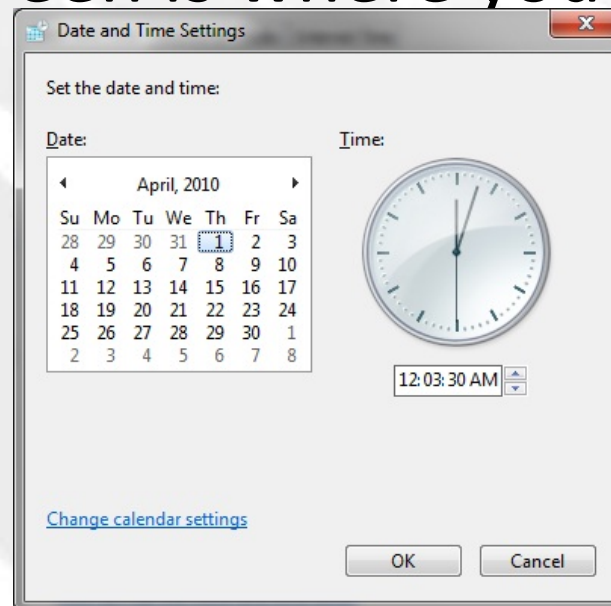 Date and Time Settings
Set the date and time:
Date:
Time:
April, 2010
Su Mo Tu We Th Fr Sa
28 29 30 31 1 2 3
4 5 6 7 8 9 10
11 12 13 14 15 16 17
18 19 20 21 22 23 24
25 26 27 28 29 30 1
2 3 4 5 6 7 8
12:03:30 AM
Change calendar settings
OK Cancel